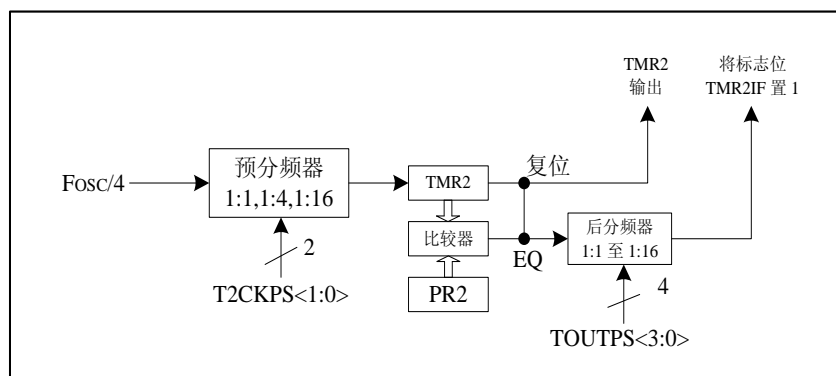 TMR2
输出
将标志位
TMR2IF 置 1
FOSC/4
预分频器
1:1,1:4,1:16
TMR2
复位
比较器
EQ
后分频器
1:1 至 1:16
2
T2CKPS<1:0>
PR2
4
TOUTPS<3:0>